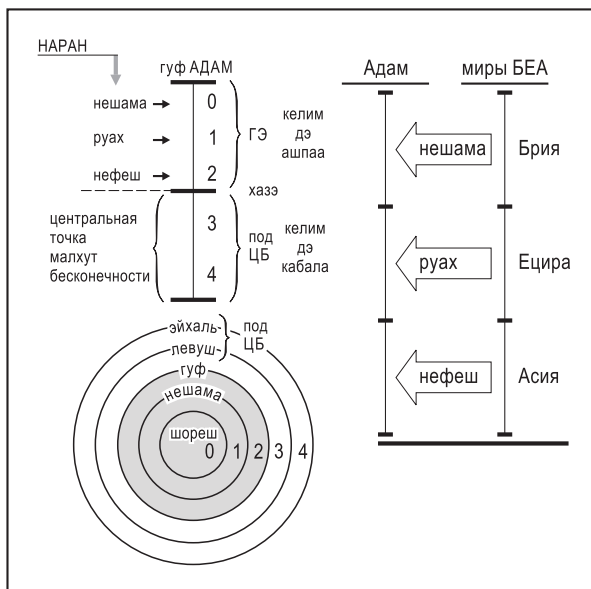 НАРАН
гуф АДАМ
нешама
0
руах
1
нефеш
2
ГЭ
келим
дэ
ашпаа
хазэ
центральная
точка
малхут
бесконечности
3
4
под
ЦБ
келим
дэ
кабала
эйхаль
левуш
под
ЦБ
гуф
нешама
шореш
0 1 2 3 4
Адам
миры БЕА
нешама
Брия
руах
Ецира
нефеш
Асия